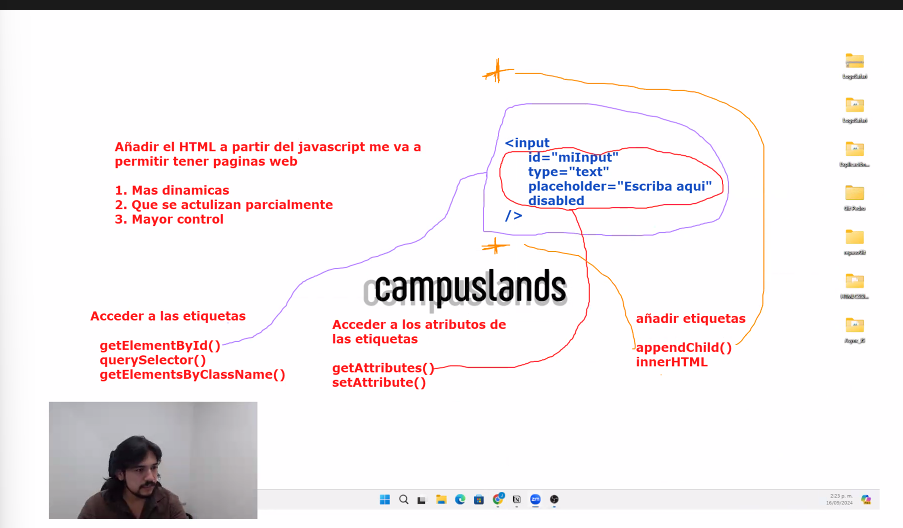 Añadir el HTML a partir del javascript me va a
permitir tener paginas web
1. Mas dinamicas
2. Que se actulizan parcialmente
3. Mayor control
<input
id="miInput"
type="text"
placeholder="Escriba aqui"
disabled
/>
campuslands
Acceder a las etiquetas
getElementById()
querySelector()
getElementsByClassName()
Acceder a los atributos de
las etiquetas
getAttributes()
setAttribute()
añadir etiquetas
appendChild()
innerHTML
2:23 p. m.
16/09/2024